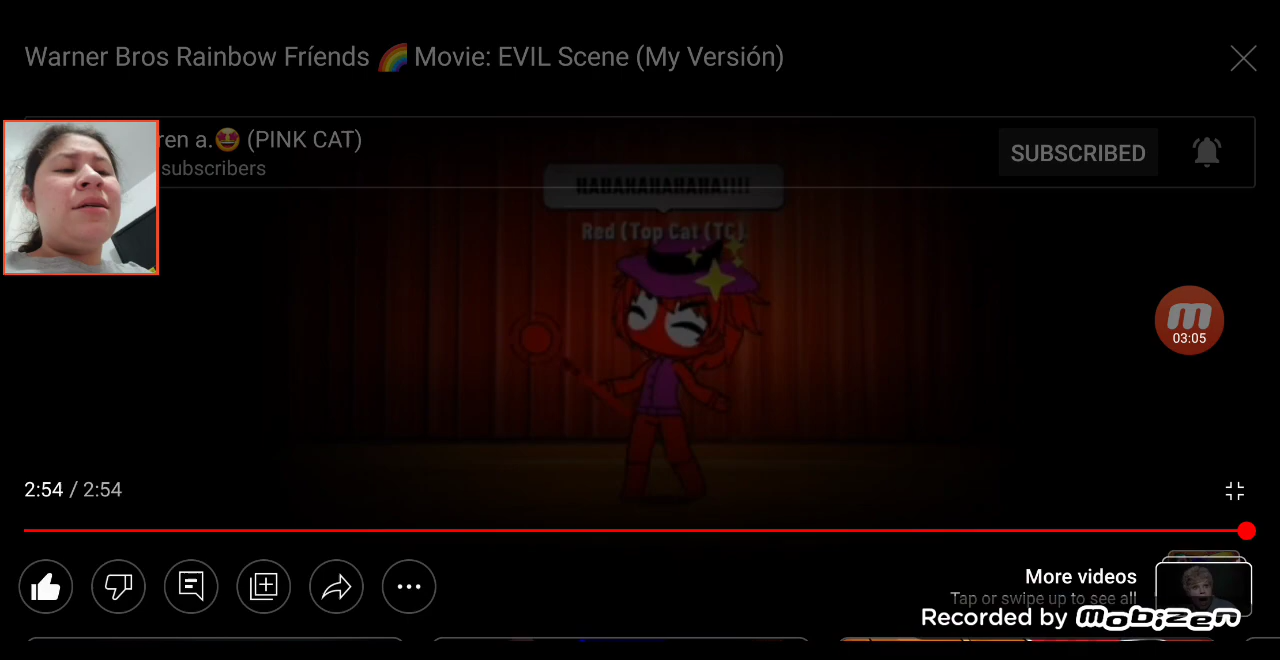 Warner Bros Rainbow Fríends 🌈 Movie: EVIL Scene (My Versión)
ren a.🤩 (PINK CAT)
subscribers
SUBSCRIBED
HAHAHAHAHAHA!!!!
Red (Top Cat (TC)
03:05
2:54 / 2:54
More videos
Tap or swipe up to see all
Recorded by mobizen